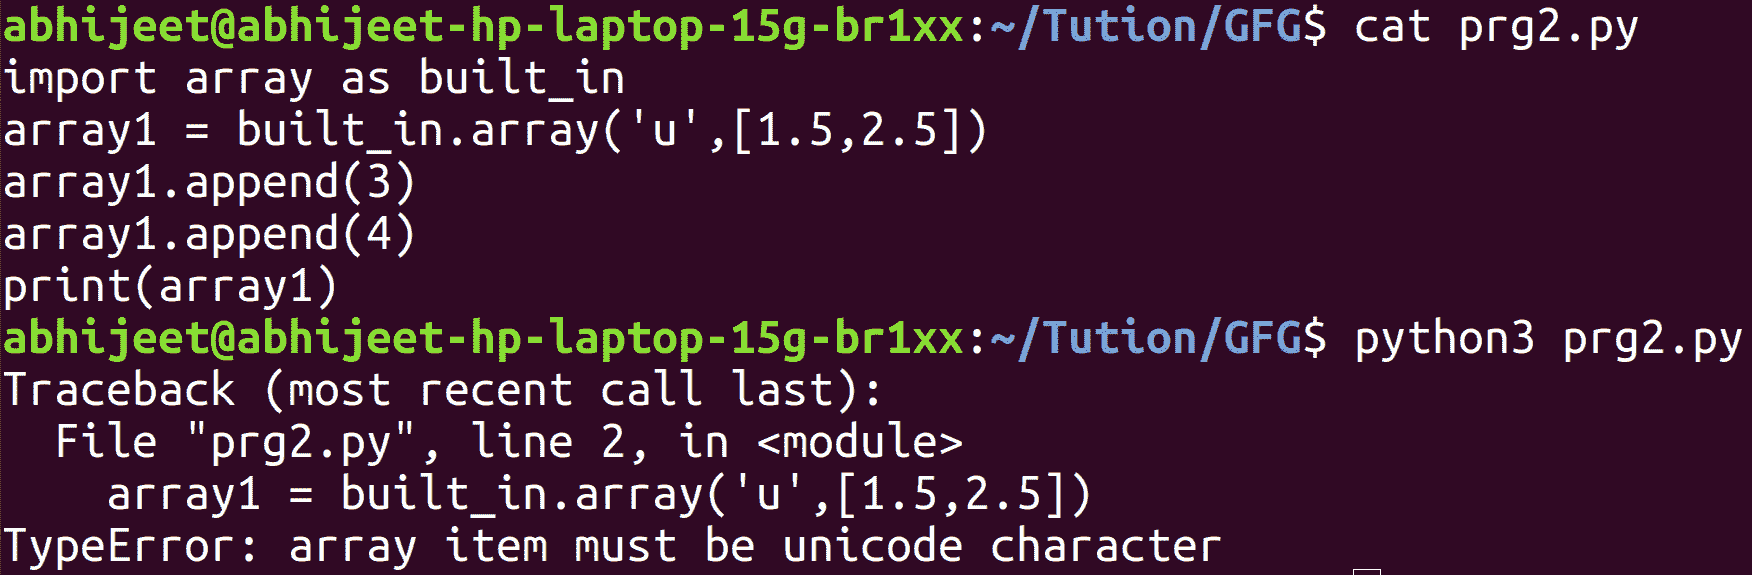 abhijeet@abhijeet-hp-laptop-15g-br1xx:~/Tution/GFG$ cat prg2.py
import array as built_in
array1 = built_in.array('u',[1.5,2.5])
array1.append(3)
array1.append(4)
print(array1)
abhijeet@abhijeet-hp-laptop-15g-br1xx:~/Tution/GFG$ python3 prg2.py
Traceback (most recent call last):
  File "prg2.py", line 2, in <module>
    array1 = built_in.array('u',[1.5,2.5])
TypeError: array item must be unicode character